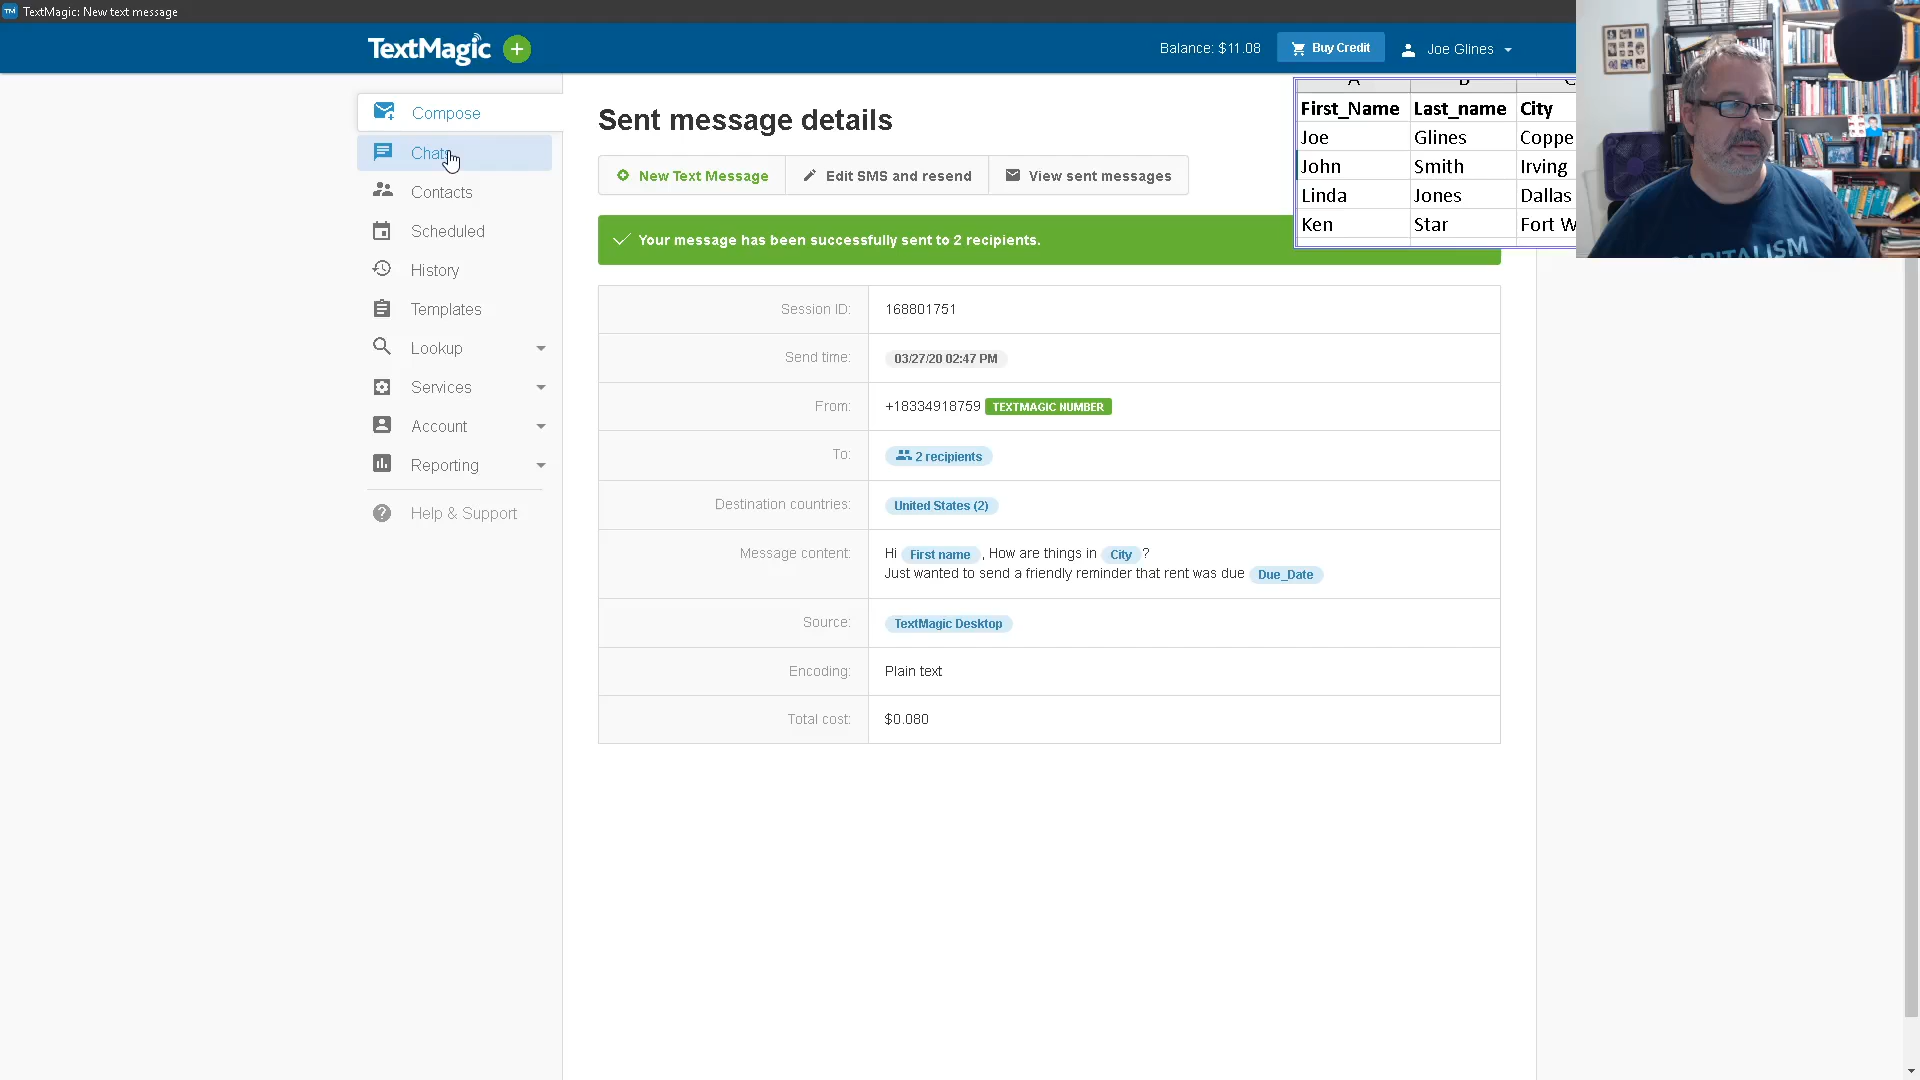 TM TextMagic: New text message
TextMagic
Balance: $11.08
Buy Credit
Joe Glines
Compose
Chats
Contacts
Scheduled
History
Templates
Lookup
Services
Account
Reporting
Help & Support
Sent message details
New Text Message
Edit SMS and resend
View sent messages
Your message has been successfully sent to 2 recipients.
First_Name Last_name City
Joe Glines Coppe
John Smith Irving
Linda Jones Dallas
Ken Star Fort W
Session ID: 168801751
Send time: 03/27/20 02:47 PM
From: +18334918759 TEXTMAGIC NUMBER
To: 2 recipients
Destination countries: United States (2)
Message content: Hi First name , How are things in City ?
Just wanted to send a friendly reminder that rent was due Due_Date
Source: TextMagic Desktop
Encoding: Plain text
Total cost: $0.080